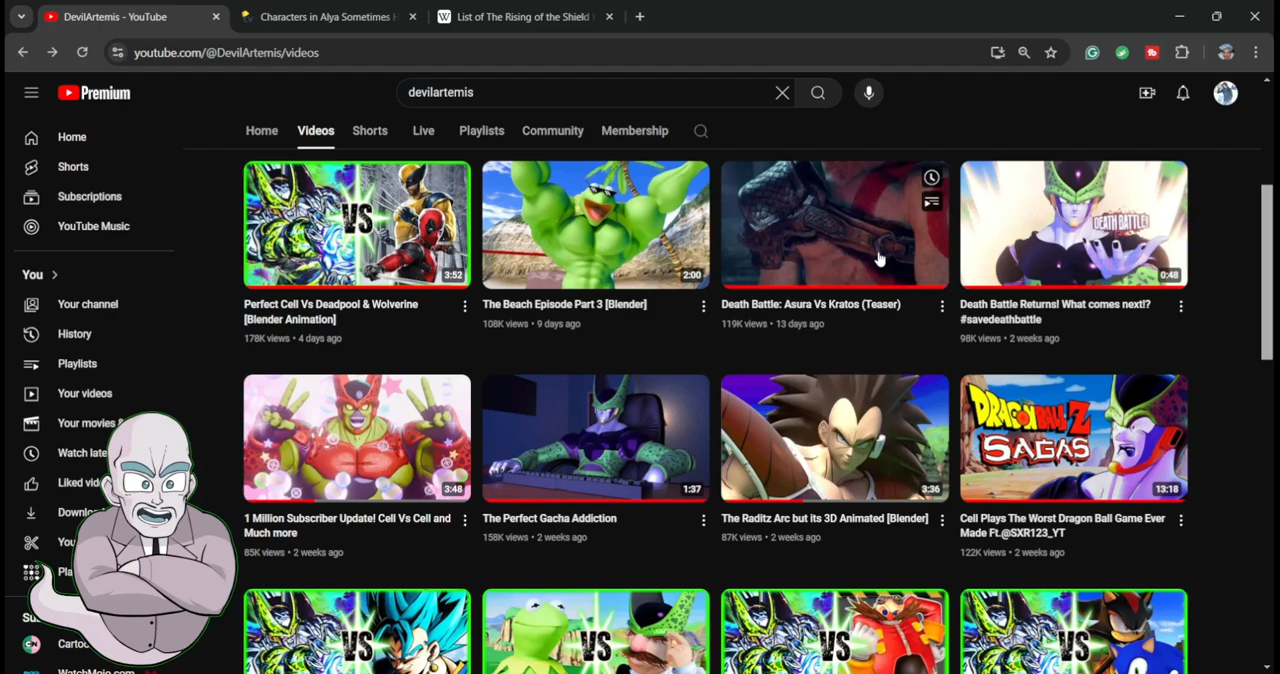 DevilArtemis - YouTube
Characters in Alya Sometimes H
List of The Rising of the Shield
youtube.com/@DevilArtemis/videos
Premium
devilartemis
Home
Videos
Shorts
Live
Playlists
Community
Membership
Home
Shorts
Subscriptions
YouTube Music
You
Your channel
History
Playlists
Your videos
Your movies &
Watch late
Liked vid
Downlo
You
Pla
Su
Cartoo
WatchMojo.com
VS
3:52
Perfect Cell Vs Deadpool & Wolverine
[Blender Animation]
178K views • 4 days ago
2:00
The Beach Episode Part 3 [Blender]
108K views • 9 days ago
Death Battle: Asura Vs Kratos (Teaser)
119K views • 13 days ago
DEATH BATTLE!
0:48
Death Battle Returns! What comes next!?
#savedeathbattle
98K views • 2 weeks ago
3:48
1 Million Subscriber Update! Cell Vs Cell and
Much more
85K views • 2 weeks ago
1:37
The Perfect Gacha Addiction
158K views • 2 weeks ago
3:36
The Raditz Arc but its 3D Animated [Blender]
87K views • 2 weeks ago
DRAGON BALL Z
SAGAS
13:18
Cell Plays The Worst Dragon Ball Game Ever
Made Ft.@SXR123_YT
122K views • 2 weeks ago
VS
VS
VS
VS